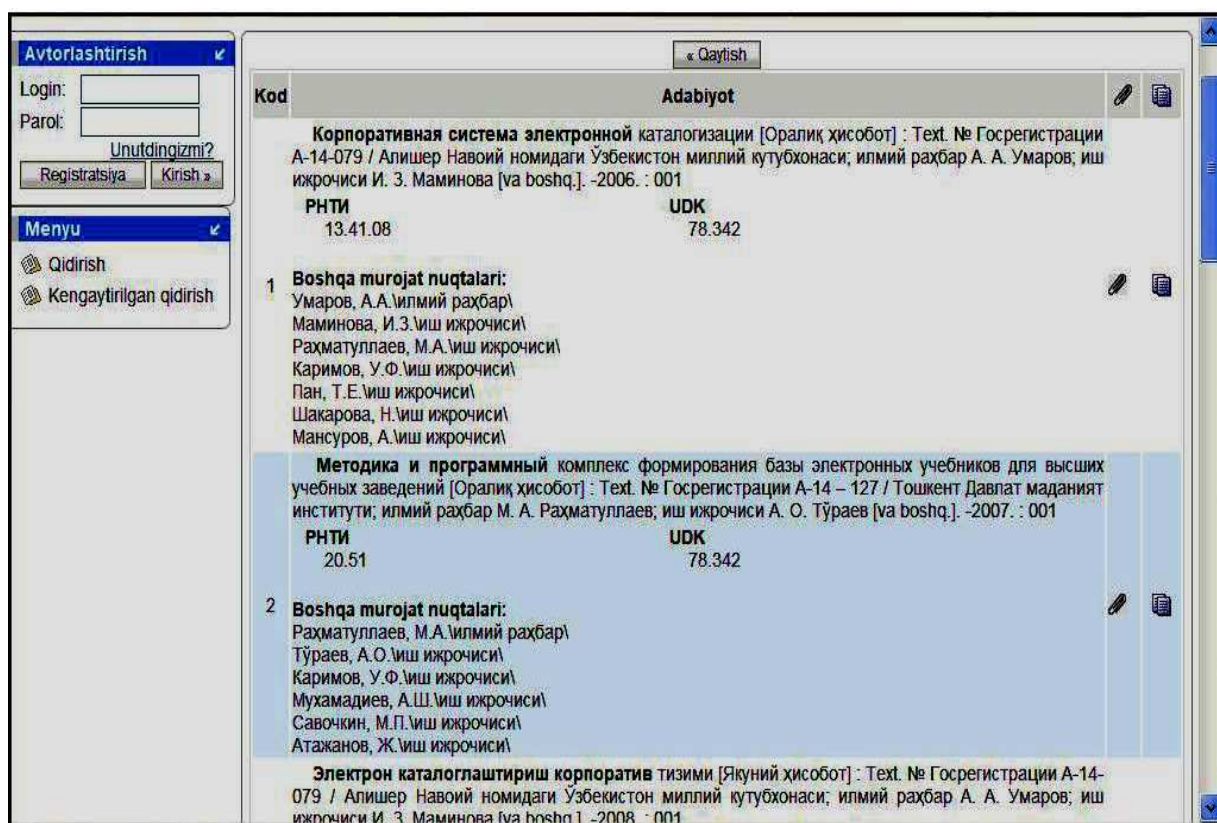 Avtorlashtirish
Login:
Parol:
Unutdingizmi?
Registratsiya Kirish »
Menyu
Qidirish
Kengaytirilgan qidirish
« Qaytish
Kod Adabiyot
Корпоративная система электронной каталогизации [Оралиқ ҳисобот] : Text. № Госрегистрации
А-14-079 / Алишер Навоий номидаги Ўзбекистон миллий кутубхонаси; илмий раҳбар А. А. Умаров; иш
ижрочиси И. З. Маминова [va boshq.]. -2006. : 001
РНТИ UDK
13.41.08 78.342
1
Boshqa murojat nuqtalari:
Умаров, А.А.\илмий раҳбар\
Маминова, И.З.\иш ижрочиси\
Раҳматуллаев, М.А.\иш ижрочиси\
Каримов, У.Ф.\иш ижрочиси\
Пан, Т.Е.\иш ижрочиси\
Шакарова, Н.\иш ижрочиси\
Мансуров, А.\иш ижрочиси\
Методика и программный комплекс формирования базы электронных учебников для высших
учебных заведений [Оралиқ ҳисобот] : Text. № Госрегистрации А-14 – 127 / Тошкент Давлат маданият
институти; илмий раҳбар М. А. Раҳматуллаев; иш ижрочиси А. О. Тўраев [va boshq.]. -2007. : 001
РНТИ UDK
20.51 78.342
2 Boshqa murojat nuqtalari:
Раҳматуллаев, М.А.\илмий раҳбар\
Тўраев, А.О.\иш ижрочиси\
Каримов, У.Ф.\иш ижрочиси\
Мухамадиев, А.Ш.\иш ижрочиси\
Савочкин, М.П.\иш ижрочиси\
Атажанов, Ж.\иш ижрочиси\
Электрон каталоглаштириш корпоратив тизими [Якуний ҳисобот] : Text. № Госрегистрации А-14-
079 / Алишер Навоий номидаги Ўзбекистон миллий кутубхонаси; илмий раҳбар А. А. Умаров; иш
ижрочиси И. З. Маминова [va boshq.]. -2008. : 001